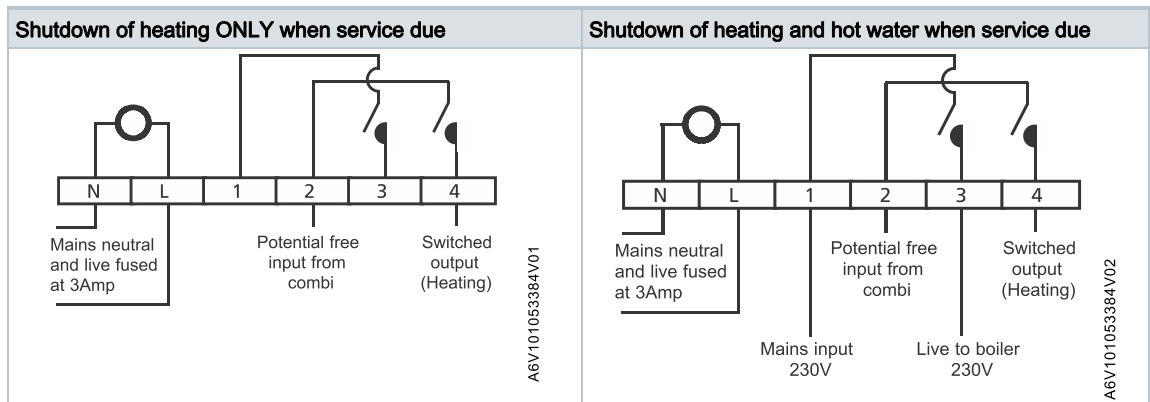 Shutdown of heating ONLY when service due
N L 1 2 3 4
Mains neutral
and live fused
at 3Amp
Potential free
input from
combi
Switched
output
(Heating)
A6V101053384V01
Shutdown of heating and hot water when service due
N L 1 2 3 4
Mains neutral
and live fused
at 3Amp
Potential free
input from
combi
Switched
output
(Heating)
Mains input
230V
Live to boiler
230V
A6V101053384V02